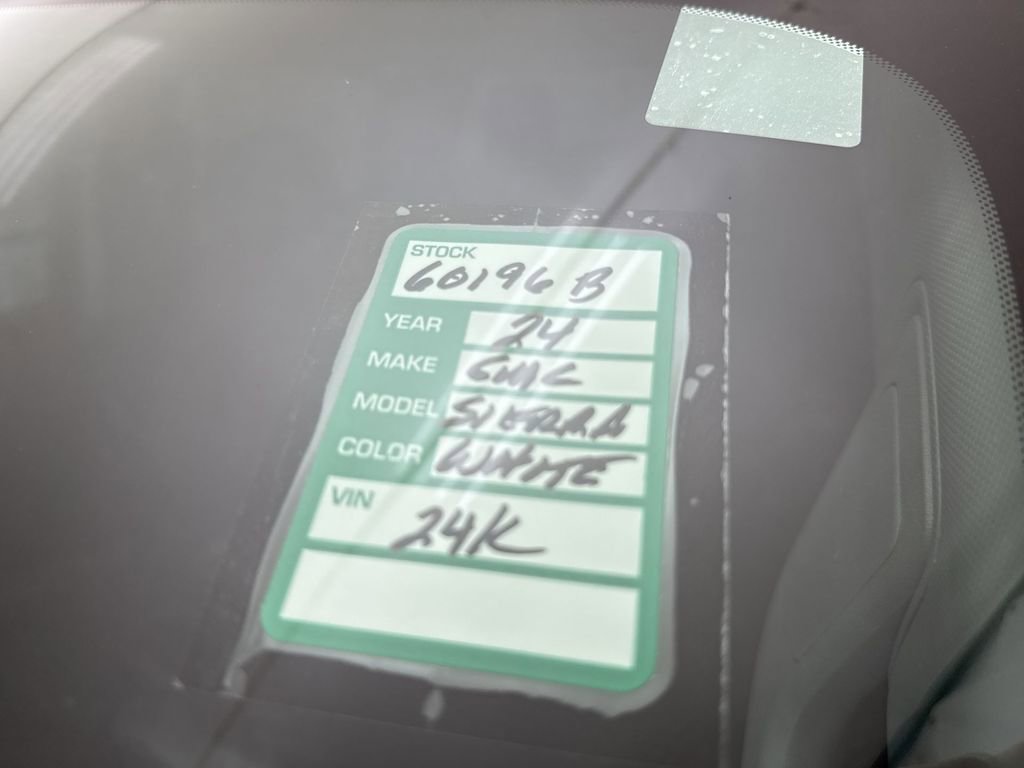 STOCK
60196 B
YEAR 24
MAKE GMC
MODEL SIERRA
COLOR WHITE
VIN
24K